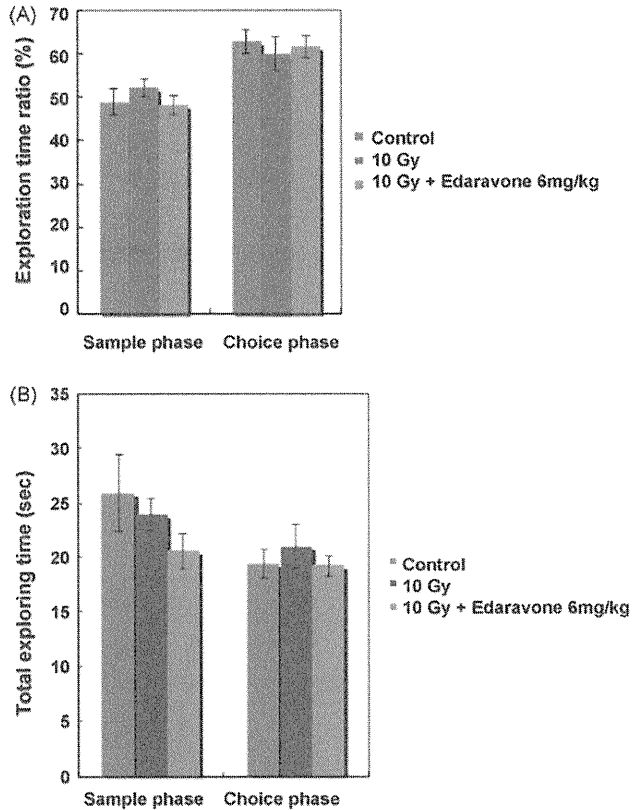 (A)
Exploration time ratio (%)
70
60
50
40
30
20
10
0
Sample phase
Choice phase
Control
10 Gy
10 Gy + Edaravone 6mg/kg
(B)
Total exploring time (sec)
35
30
25
20
15
10
5
0
Sample phase
Choice phase
Control
10 Gy
10 Gy + Edaravone 6mg/kg